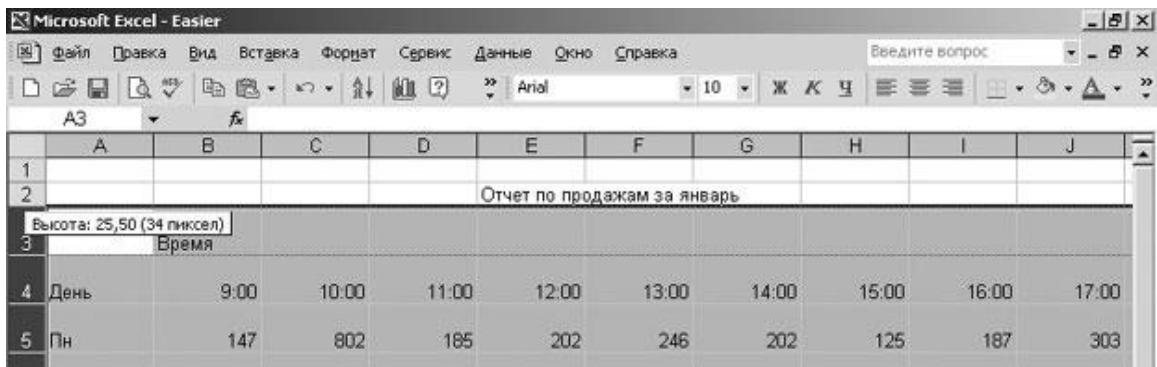 Microsoft Excel - Easier
Файл Правка Вид Вставка Формат Сервис Данные Окно Справка Введите вопрос
Arial 10 Ж К Ч
A3 fx
A B C D E F G H I J
1
2 Отчет по продажам за январь
Высота: 25,50 (34 пиксел)
3 Время
4 День 9:00 10:00 11:00 12:00 13:00 14:00 15:00 16:00 17:00
5 Пн 147 802 185 202 246 202 125 187 303